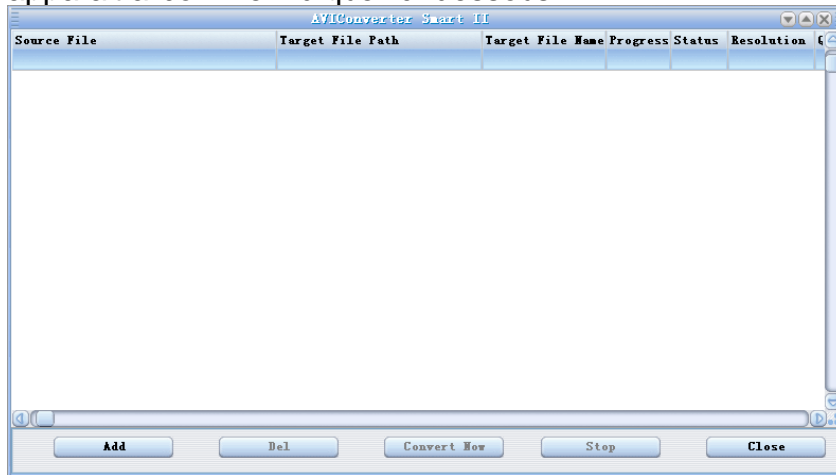 AVIConverter Smart II
Source File Target File Path Target File Name Progress Status Resolution
Add Del Convert Now Stop Close